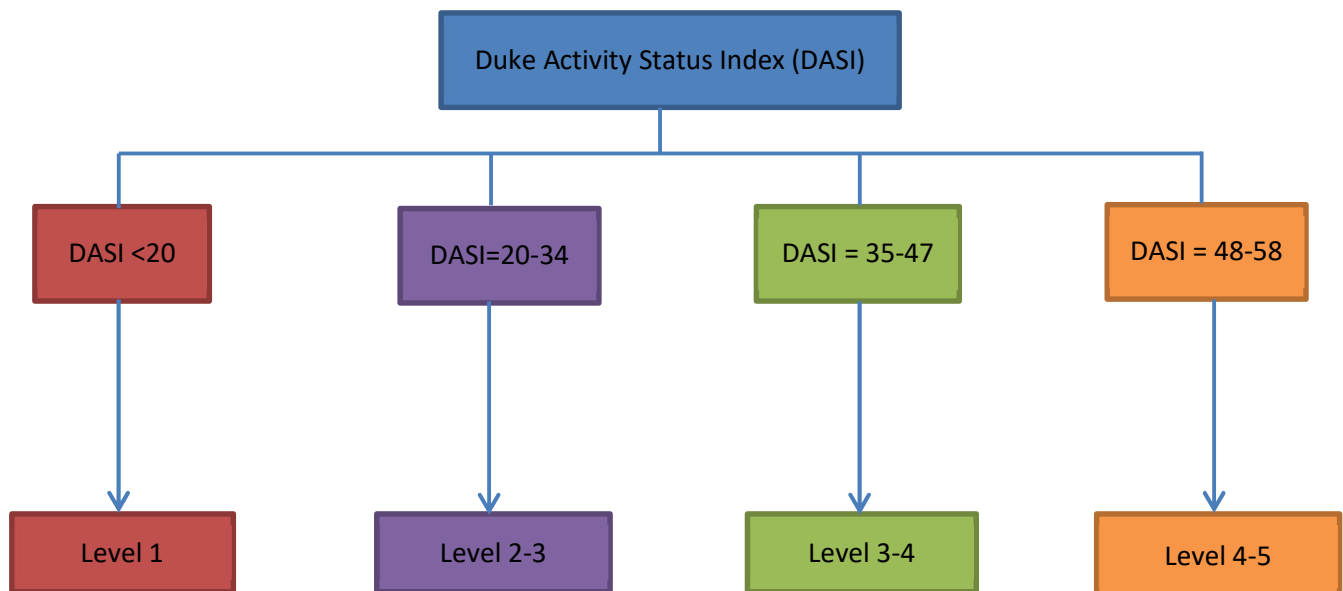 Duke Activity Status Index (DASI)
DASI <20
DASI=20-34
DASI = 35-47
DASI = 48-58
Level 1
Level 2-3
Level 3-4
Level 4-5